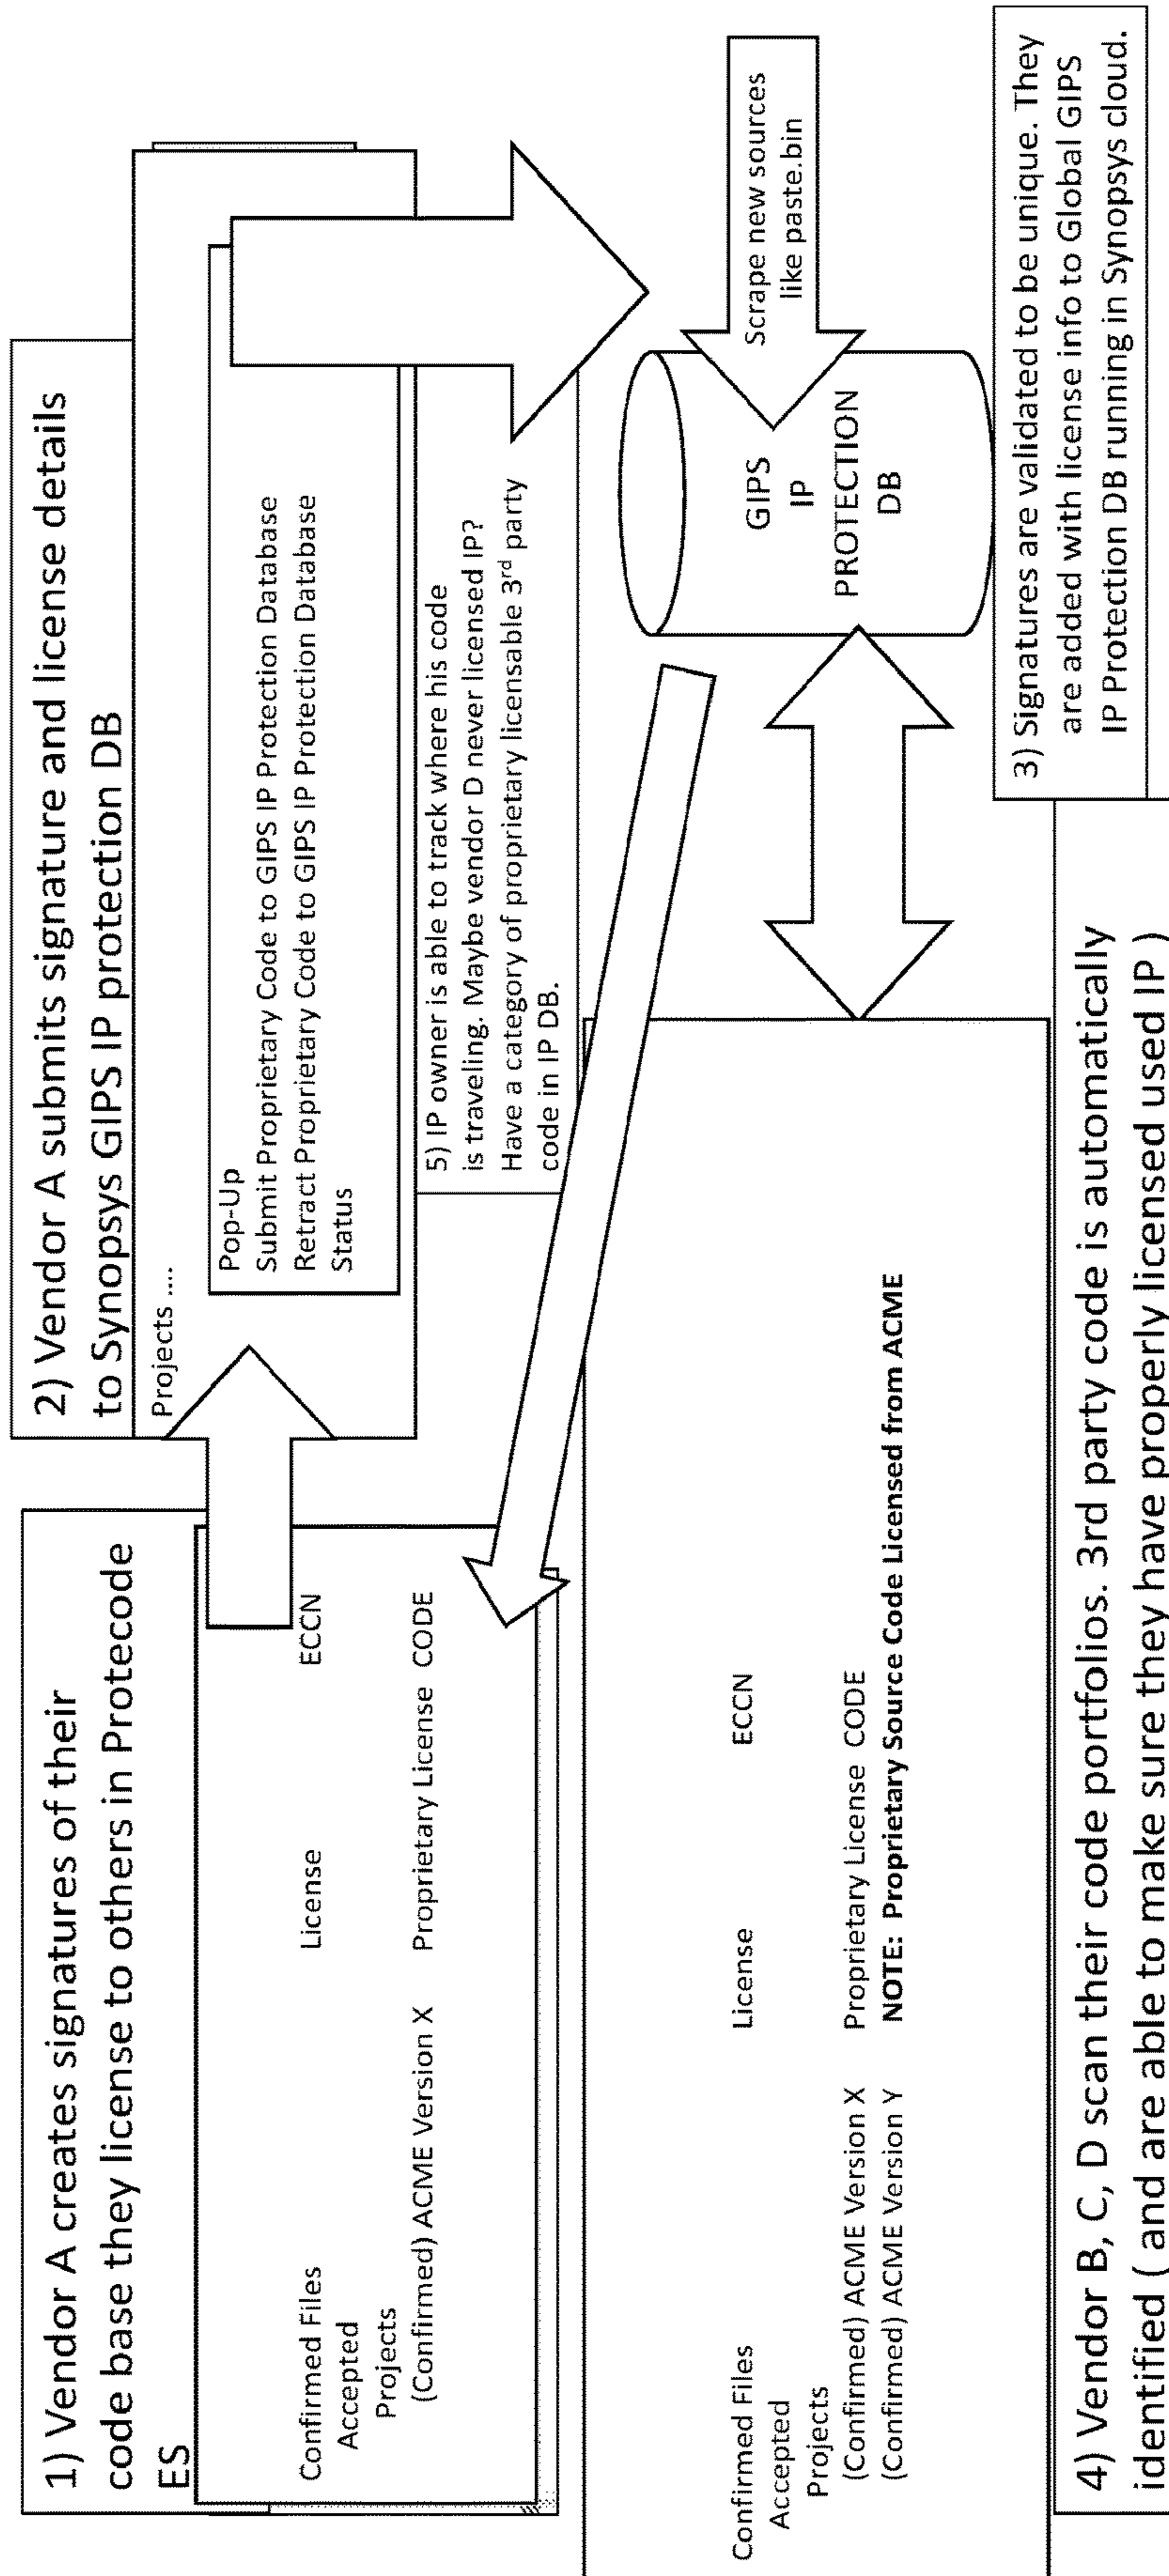 1) Vendor A creates signatures of their
code base they license to others in Protecode
ES
Confirmed Files License ECCN
Accepted
Projects
(Confirmed) ACME Version X Proprietary License CODE
2) Vendor A submits signature and license details
to Synopsys GIPS IP protection DB
Projects ....
Pop-Up
Submit Proprietary Code to GIPS IP Protection Database
Retract Proprietary Code to GIPS IP Protection Database
Status
5) IP owner is able to track where his code
is traveling. Maybe vendor D never licensed IP?
Have a category of proprietary licensable 3rd party
code in IP DB.
GIPS
IP
PROTECTION
DB
Scrape new sources
like paste.bin
3) Signatures are validated to be unique. They
are added with license info to Global GIPS
IP Protection DB running in Synopsys cloud.
Confirmed Files License ECCN
Accepted
Projects
(Confirmed) ACME Version X Proprietary License CODE
(Confirmed) ACME Version Y NOTE: Proprietary Source Code Licensed from ACME
4) Vendor B, C, D scan their code portfolios. 3rd party code is automatically
identified ( and are able to make sure they have properly licensed used IP )